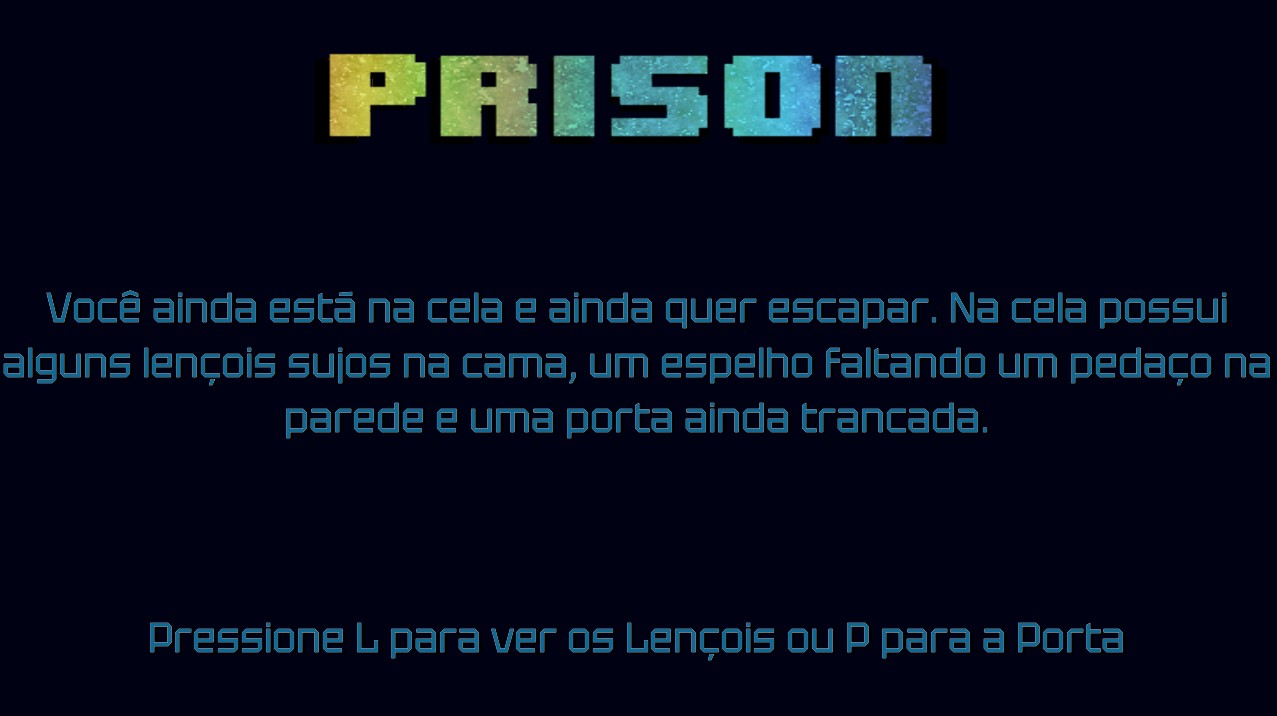 PRISON
Você ainda está na cela e ainda quer escapar. Na cela possui
alguns lençois sujos na cama, um espelho faltando um pedaço na
parede e uma porta ainda trancada.
Pressione L para ver os Lençois ou P para a Porta